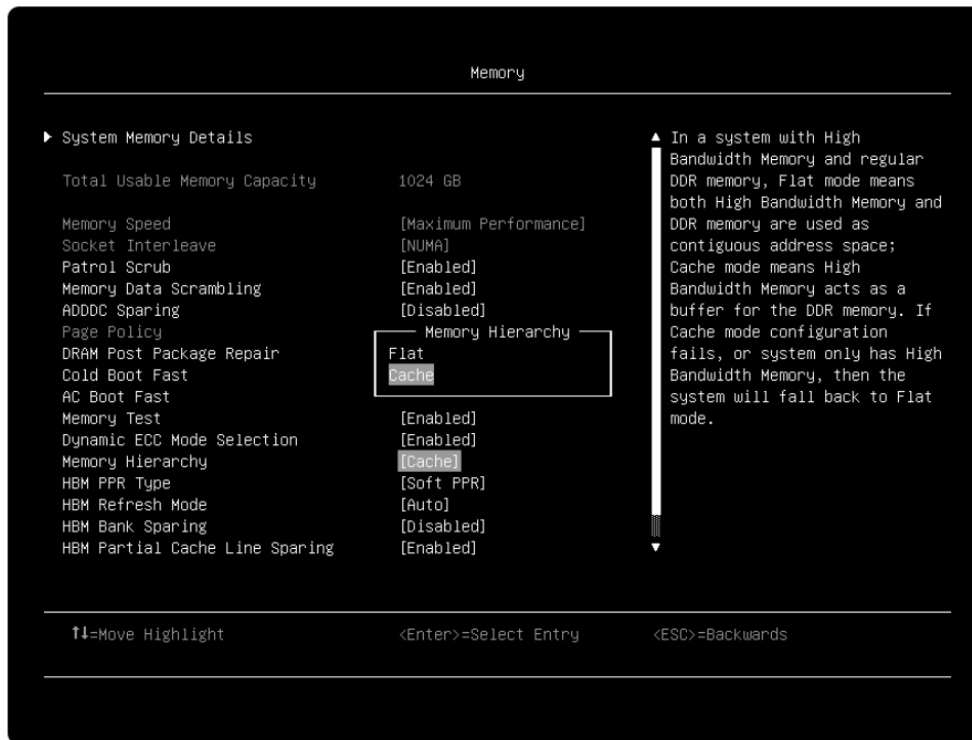 Memory
System Memory Details
Total Usable Memory Capacity 1024 GB
Memory Speed [Maximum Performance]
Socket Interleave [NUMA]
Patrol Scrub [Enabled]
Memory Data Scrambling [Enabled]
ADDDC Sparing [Disabled]
Page Policy
DRAM Post Package Repair
Cold Boot Fast
AC Boot Fast
Memory Test [Enabled]
Dynamic ECC Mode Selection [Enabled]
Memory Hierarchy [Cache]
HBM PPR Type [Soft PPR]
HBM Refresh Mode [Auto]
HBM Bank Sparing [Disabled]
HBM Partial Cache Line Sparing [Enabled]
Memory Hierarchy
Flat
Cache
In a system with High
Bandwidth Memory and regular
DDR memory, Flat mode means
both High Bandwidth Memory and
DDR memory are used as
contiguous address space;
Cache mode means High
Bandwidth Memory acts as a
buffer for the DDR memory. If
Cache mode configuration
fails, or system only has High
Bandwidth Memory, then the
system will fall back to Flat
mode.
↑↓=Move Highlight <Enter>=Select Entry <ESC>=Backwards